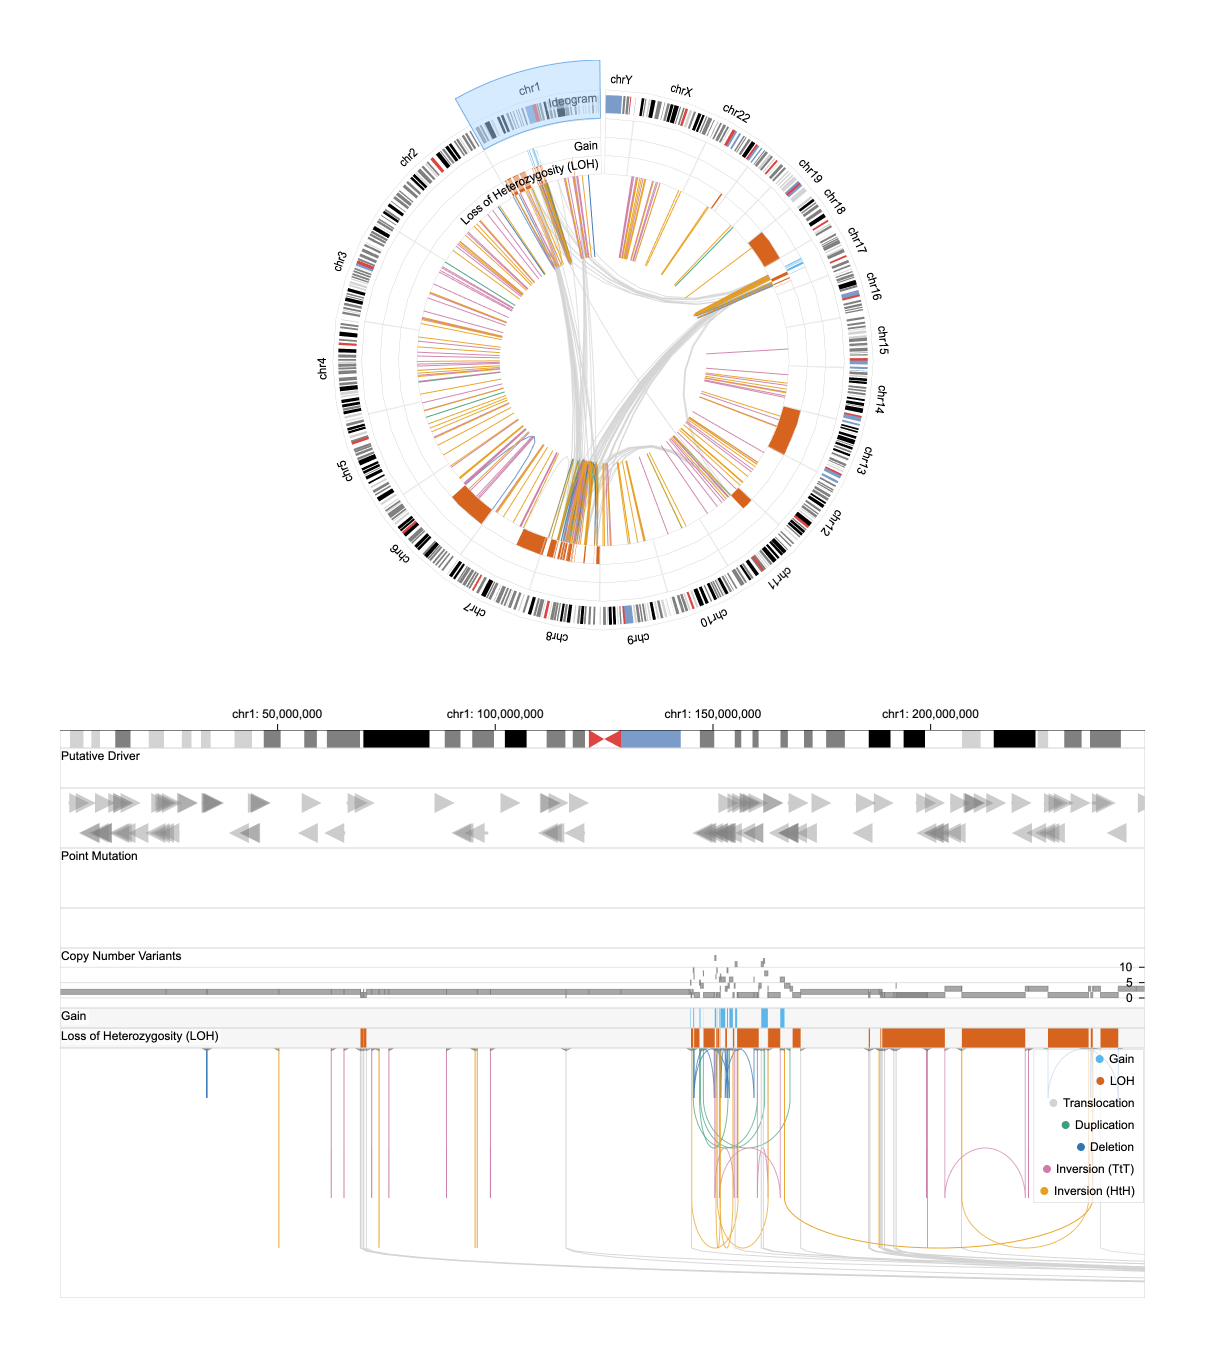 chrY
chrX
chr22
chr19
chr18
chr17
chr16
chr15
chr14
chr13
chr12
chr11
chr10
chr9
chr8
chr7
chr6
chr5
chr4
chr3
chr2
chr1
Ideogram
Gain
Loss of Heterozygosity (LOH)
chr1: 50,000,000
chr1: 100,000,000
chr1: 150,000,000
chr1: 200,000,000
Putative Driver
Point Mutation
Copy Number Variants
10
5
0
Gain
Loss of Heterozygosity (LOH)
Gain
LOH
Translocation
Duplication
Deletion
Inversion (TtT)
Inversion (HtH)